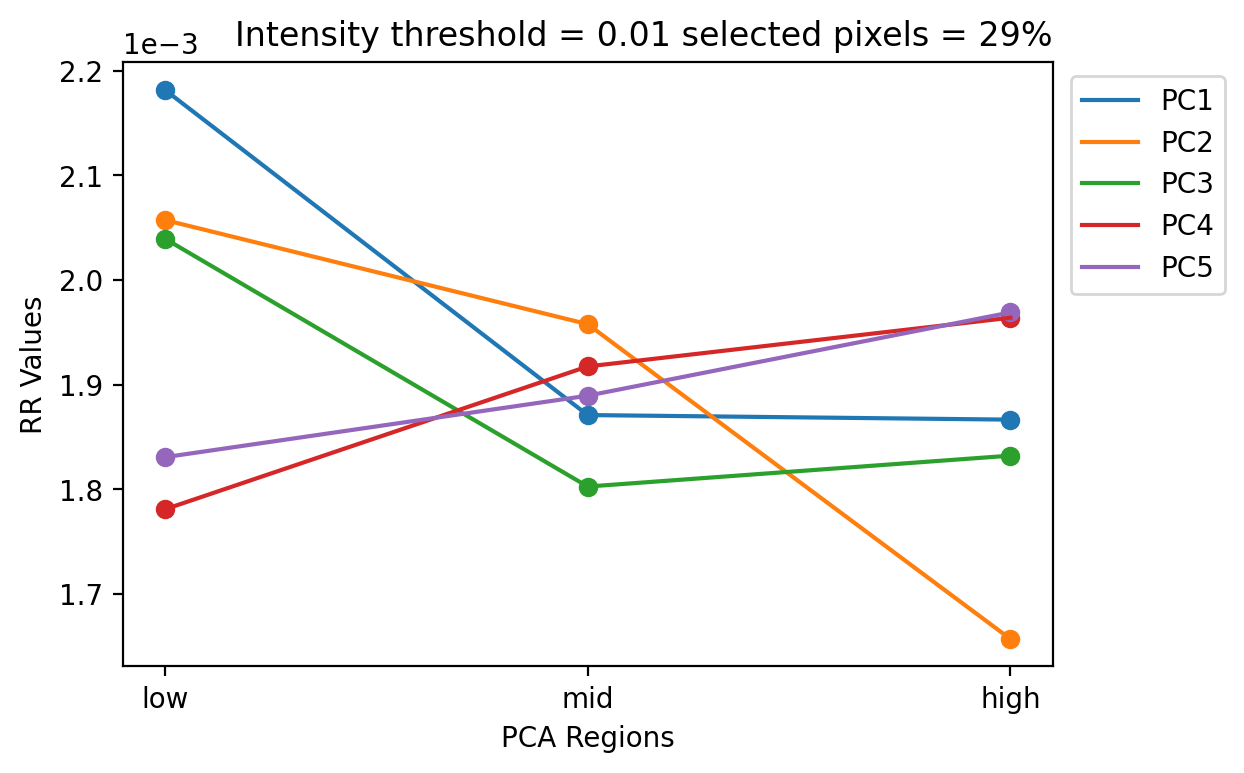 Intensity threshold = 0.01 selected pixels = 29%
1e−3
2.2
2.1
2.0
1.9
1.8
1.7
RR Values
low mid high
PCA Regions
PC1
PC2
PC3
PC4
PC5